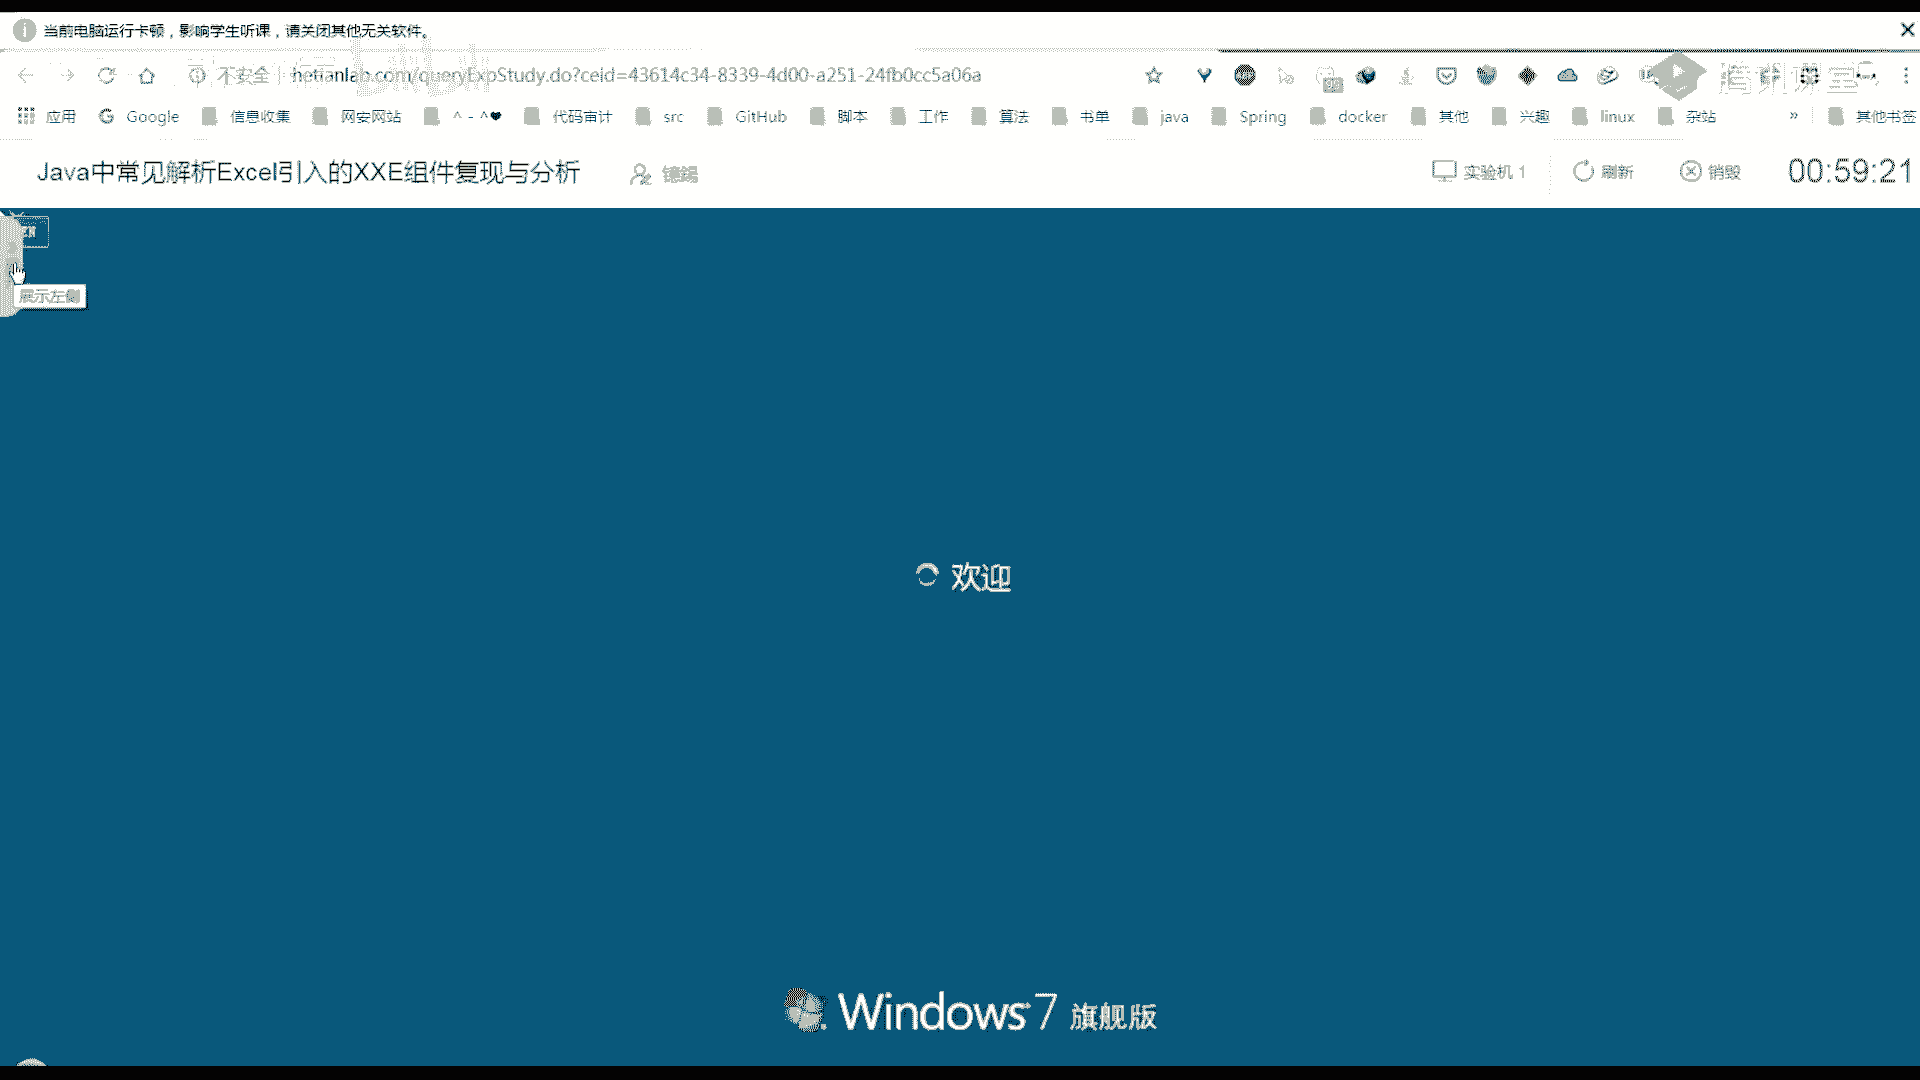 当前电脑运行卡顿，影响学生听课，请关闭其他无关软件。
不安全 hetianlab.com/queryExpStudy.do?ceid=43614c34-8339-4d00-a251-24fb0cc5a06a
应用 Google 信息收集 网安网站 ^ - ^❤ 代码审计 src GitHub 脚本 工作 算法 书单 java Spring docker 其他 兴趣 linux 杂站 » 其他书签
Java中常见解析Excel引入的XXE组件复现与分析 实验机 1 刷新 销毁 00:59:21
展示左侧
欢迎
Windows 7 旗舰版